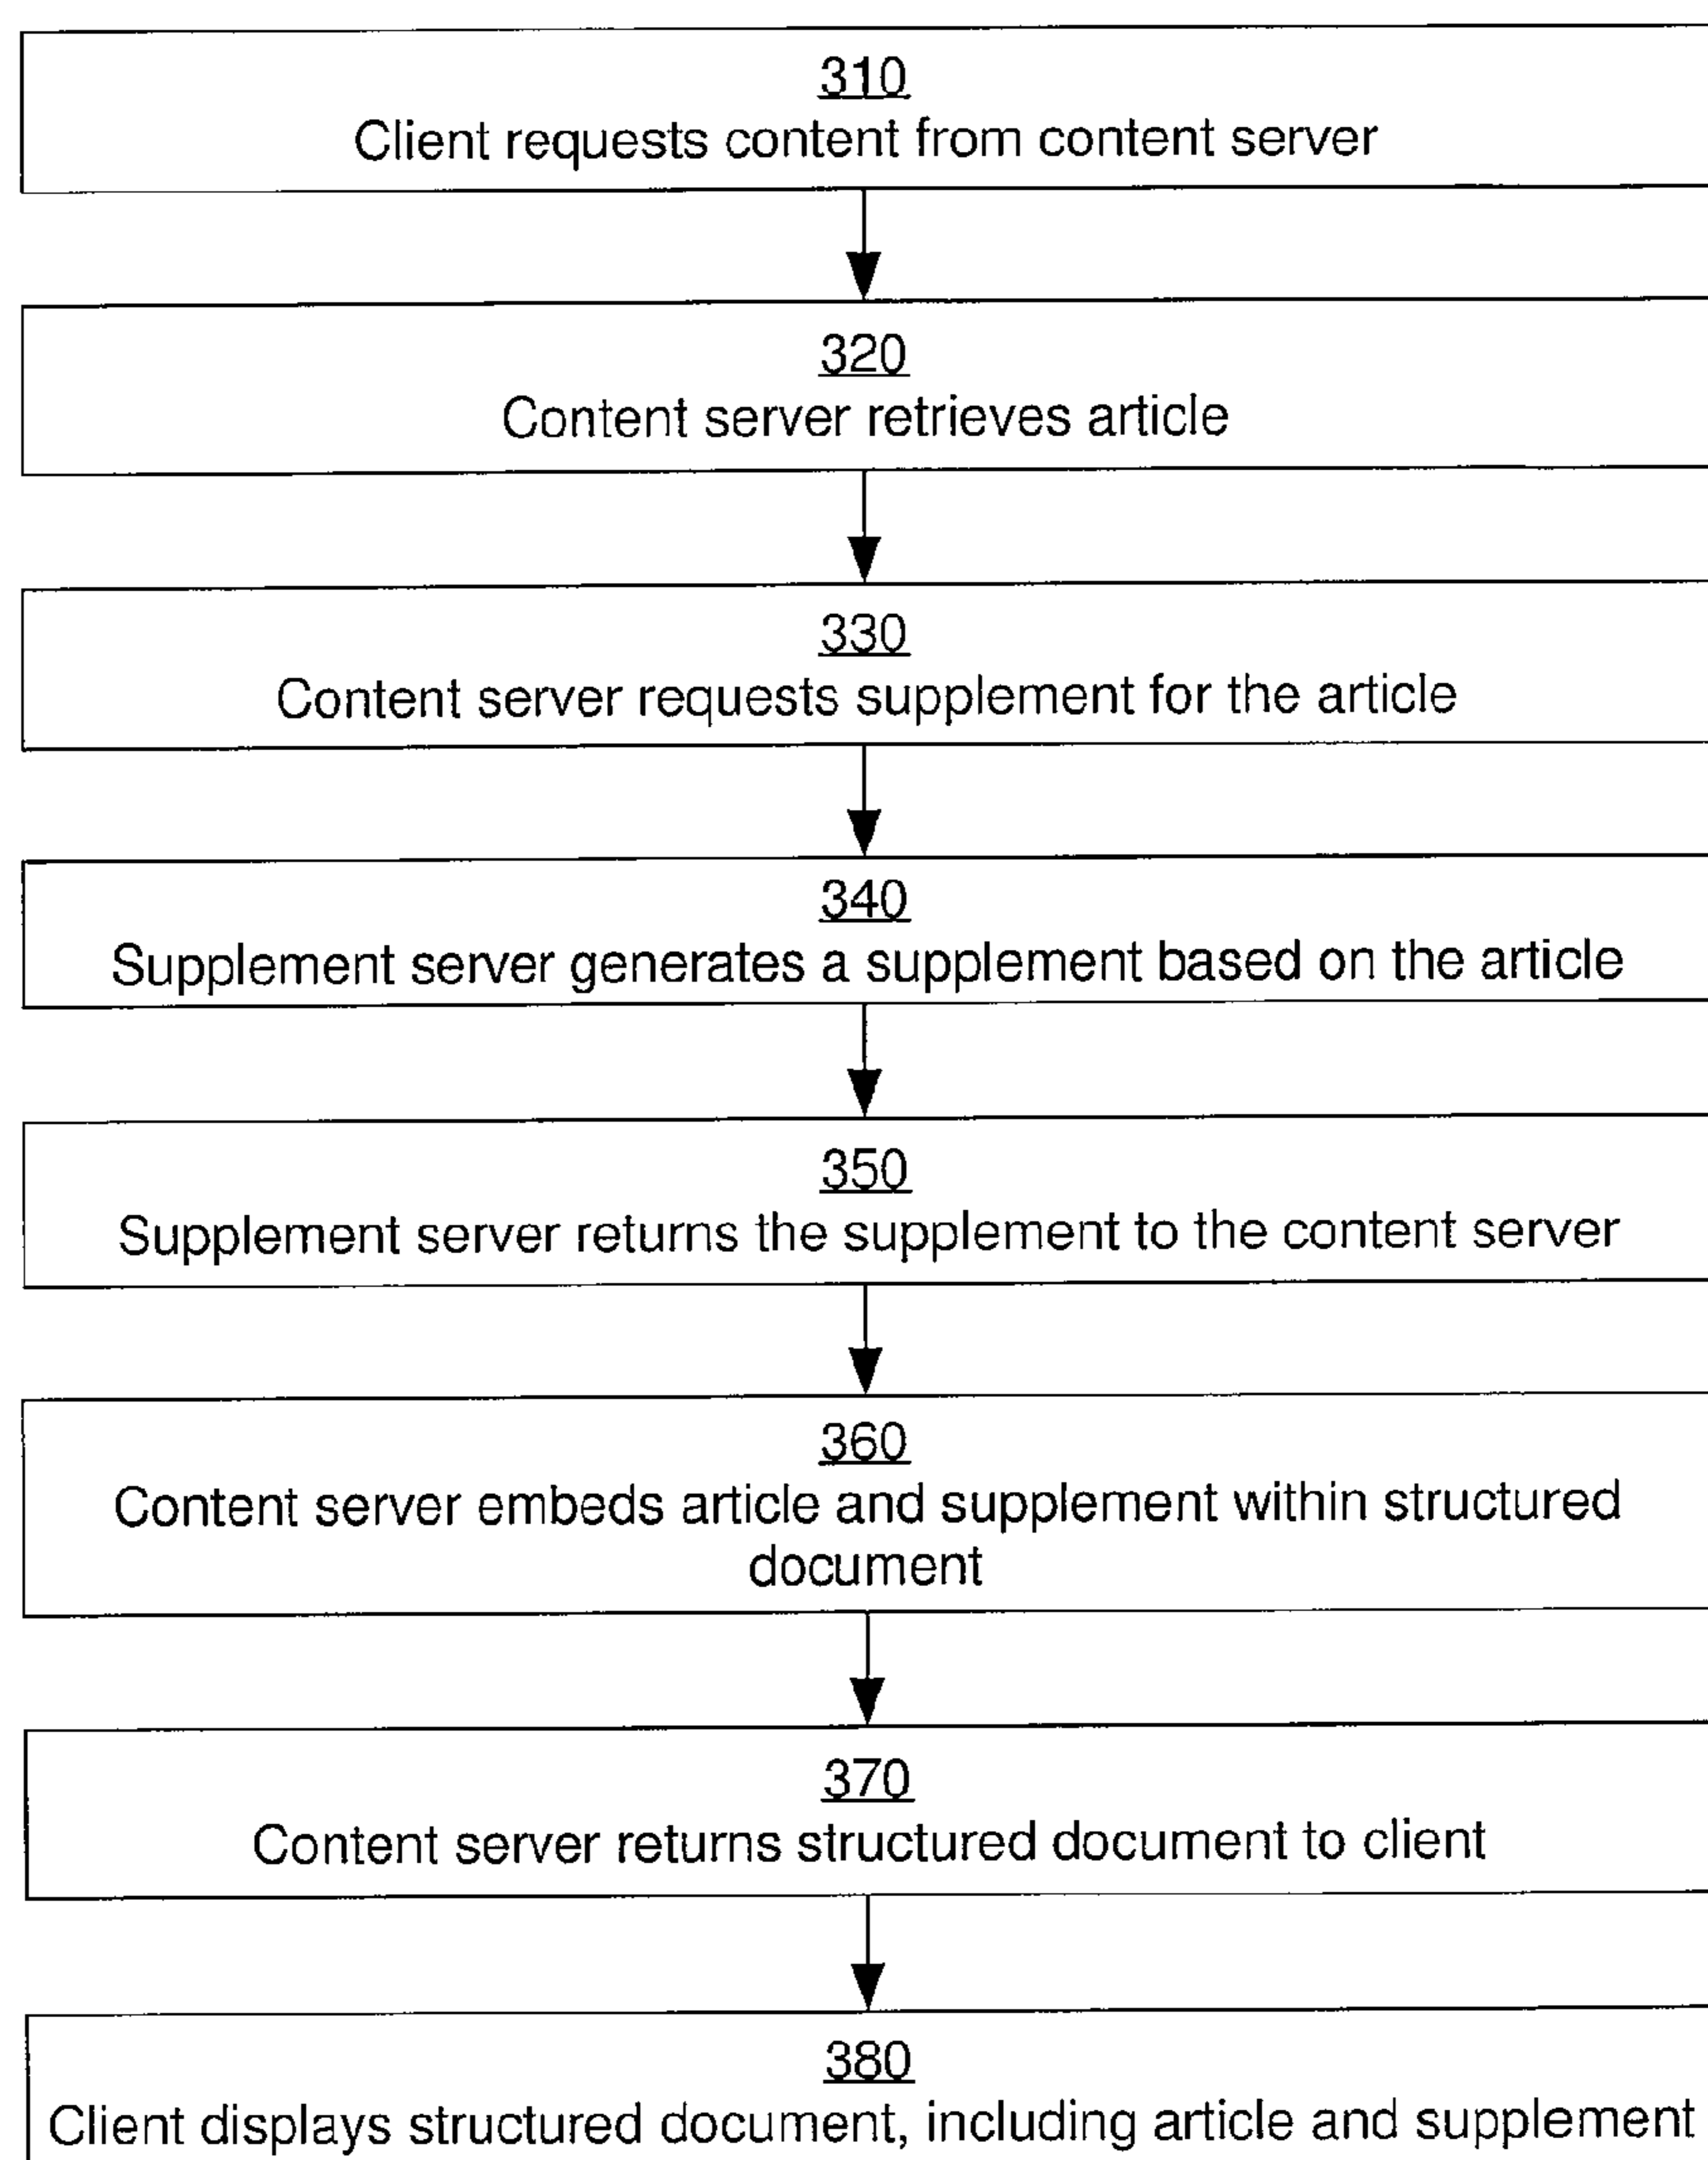 310
Client requests content from content server
320
Content server retrieves article
330
Content server requests supplement for the article
340
Supplement server generates a supplement based on the article
350
Supplement server returns the supplement to the content server
360
Content server embeds article and supplement within structured
document
370
Content server returns structured document to client
380
Client displays structured document, including article and supplement